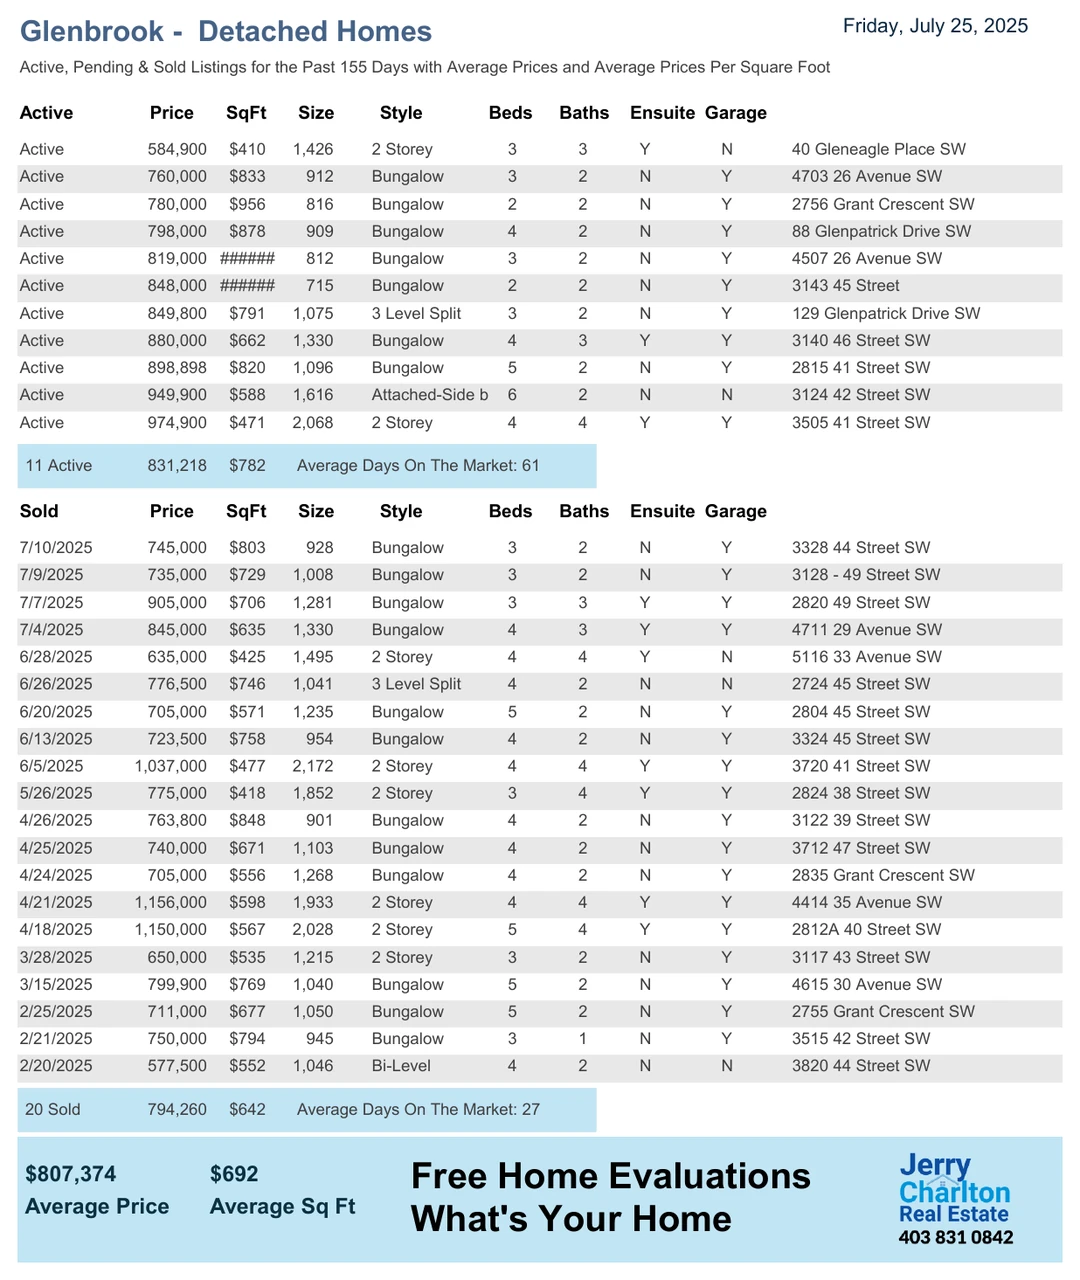 Glenbrook - Detached Homes
Friday, July 25, 2025
Active, Pending & Sold Listings for the Past 155 Days with Average Prices and Average Prices Per Square Foot
Active Price SqFt Size Style Beds Baths Ensuite Garage
Active 584,900 $410 1,426 2 Storey 3 3 Y N 40 Gleneagle Place SW
Active 760,000 $833 912 Bungalow 3 2 N Y 4703 26 Avenue SW
Active 780,000 $956 816 Bungalow 2 2 N Y 2756 Grant Crescent SW
Active 798,000 $878 909 Bungalow 4 2 N Y 88 Glenpatrick Drive SW
Active 819,000 ###### 812 Bungalow 3 2 N Y 4507 26 Avenue SW
Active 848,000 ###### 715 Bungalow 2 2 N Y 3143 45 Street
Active 849,800 $791 1,075 3 Level Split 3 2 N Y 129 Glenpatrick Drive SW
Active 880,000 $662 1,330 Bungalow 4 3 Y Y 3140 46 Street SW
Active 898,898 $820 1,096 Bungalow 5 2 N Y 2815 41 Street SW
Active 949,900 $588 1,616 Attached-Side b 6 2 N N 3124 42 Street SW
Active 974,900 $471 2,068 2 Storey 4 4 Y Y 3505 41 Street SW
11 Active 831,218 $782 Average Days On The Market: 61
Sold Price SqFt Size Style Beds Baths Ensuite Garage
7/10/2025 745,000 $803 928 Bungalow 3 2 N Y 3328 44 Street SW
7/9/2025 735,000 $729 1,008 Bungalow 3 2 N Y 3128 - 49 Street SW
7/7/2025 905,000 $706 1,281 Bungalow 3 3 Y Y 2820 49 Street SW
7/4/2025 845,000 $635 1,330 Bungalow 4 3 Y Y 4711 29 Avenue SW
6/28/2025 635,000 $425 1,495 2 Storey 4 4 Y N 5116 33 Avenue SW
6/26/2025 776,500 $746 1,041 3 Level Split 4 2 N N 2724 45 Street SW
6/20/2025 705,000 $571 1,235 Bungalow 5 2 N Y 2804 45 Street SW
6/13/2025 723,500 $758 954 Bungalow 4 2 N Y 3324 45 Street SW
6/5/2025 1,037,000 $477 2,172 2 Storey 4 4 Y Y 3720 41 Street SW
5/26/2025 775,000 $418 1,852 2 Storey 3 4 Y Y 2824 38 Street SW
4/26/2025 763,800 $848 901 Bungalow 4 2 N Y 3122 39 Street SW
4/25/2025 740,000 $671 1,103 Bungalow 4 2 N Y 3712 47 Street SW
4/24/2025 705,000 $556 1,268 Bungalow 4 2 N Y 2835 Grant Crescent SW
4/21/2025 1,156,000 $598 1,933 2 Storey 4 4 Y Y 4414 35 Avenue SW
4/18/2025 1,150,000 $567 2,028 2 Storey 5 4 Y Y 2812A 40 Street SW
3/28/2025 650,000 $535 1,215 2 Storey 3 2 N Y 3117 43 Street SW
3/15/2025 799,900 $769 1,040 Bungalow 5 2 N Y 4615 30 Avenue SW
2/25/2025 711,000 $677 1,050 Bungalow 5 2 N Y 2755 Grant Crescent SW
2/21/2025 750,000 $794 945 Bungalow 3 1 N Y 3515 42 Street SW
2/20/2025 577,500 $552 1,046 Bi-Level 4 2 N N 3820 44 Street SW
20 Sold 794,260 $642 Average Days On The Market: 27
$807,374 $692
Average Price Average Sq Ft
Free Home Evaluations
What's Your Home
Jerry
Charlton
Real Estate
403 831 0842